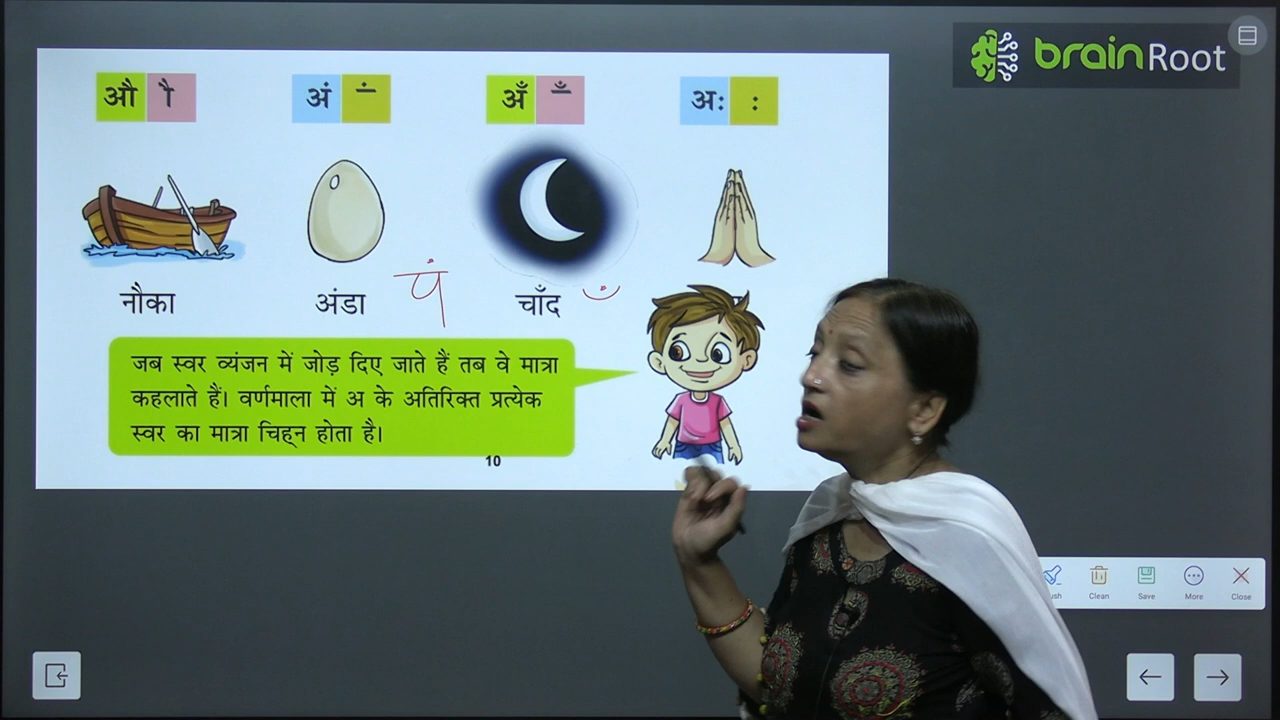 brainRoot
औ ौ
अं ं
अँ ँ
अः :
नौका
अंडा
पं
चाँद
ँ
जब स्वर व्यंजन में जोड़ दिए जाते हैं तब वे मात्रा
कहलाते हैं। वर्णमाला में अ के अतिरिक्त प्रत्येक
स्वर का मात्रा चिह्न होता है।
10
Clean
Save
More
Close